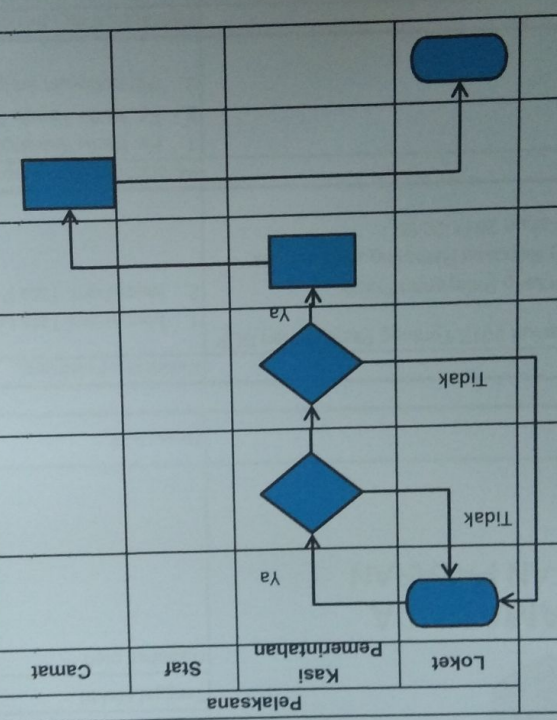 Pelaksana
Loket
Kasi
Pemerintahan
Staf
Camat
Ya
Tidak
Tidak
Ya